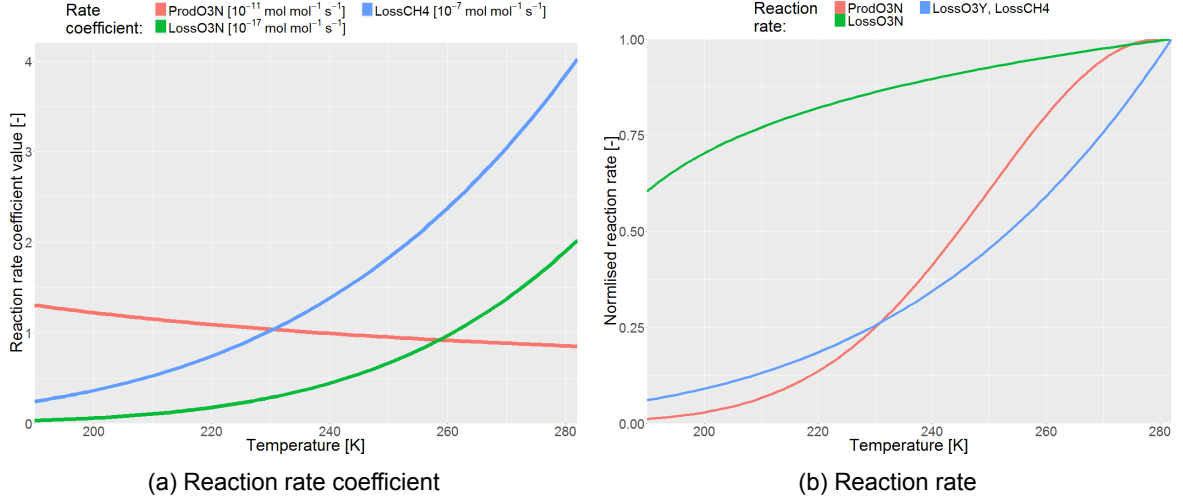 Rate
coefficient:
ProdO3N [10⁻¹¹ mol mol⁻¹ s⁻¹]
LossCH4 [10⁻⁷ mol mol⁻¹ s⁻¹]
LossO3N [10⁻¹⁷ mol mol⁻¹ s⁻¹]
Reaction rate coefficient value [-]
4
3
2
1
0
200
220
240
260
280
Temperature [K]
(a) Reaction rate coefficient
Reaction
rate:
ProdO3N
LossO3Y, LossCH4
LossO3N
Normlised reaction rate [-]
1.00
0.75
0.50
0.25
0.00
200
220
240
260
280
Temperature [K]
(b) Reaction rate